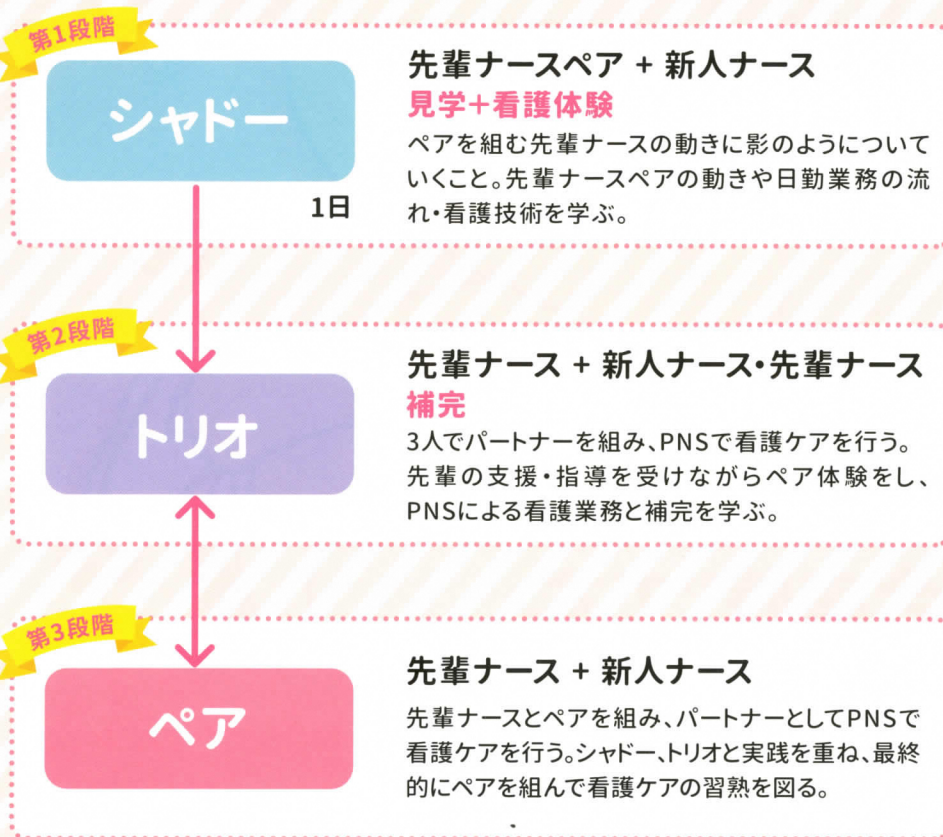 第1段階
シャドー
1日
先輩ナースペア + 新人ナース
見学+看護体験
ペアを組む先輩ナースの動きに影のようについて
いくこと。先輩ナースペアの動きや日勤業務の流
れ・看護技術を学ぶ。
第2段階
トリオ
先輩ナース + 新人ナース・先輩ナース
補完
3人でパートナーを組み、PNSで看護ケアを行う。
先輩の支援・指導を受けながらペア体験をし、
PNSによる看護業務と補完を学ぶ。
第3段階
ペア
先輩ナース + 新人ナース
先輩ナースとペアを組み、パートナーとしてPNSで
看護ケアを行う。シャドー、トリオと実践を重ね、最終
的にペアを組んで看護ケアの習熟を図る。